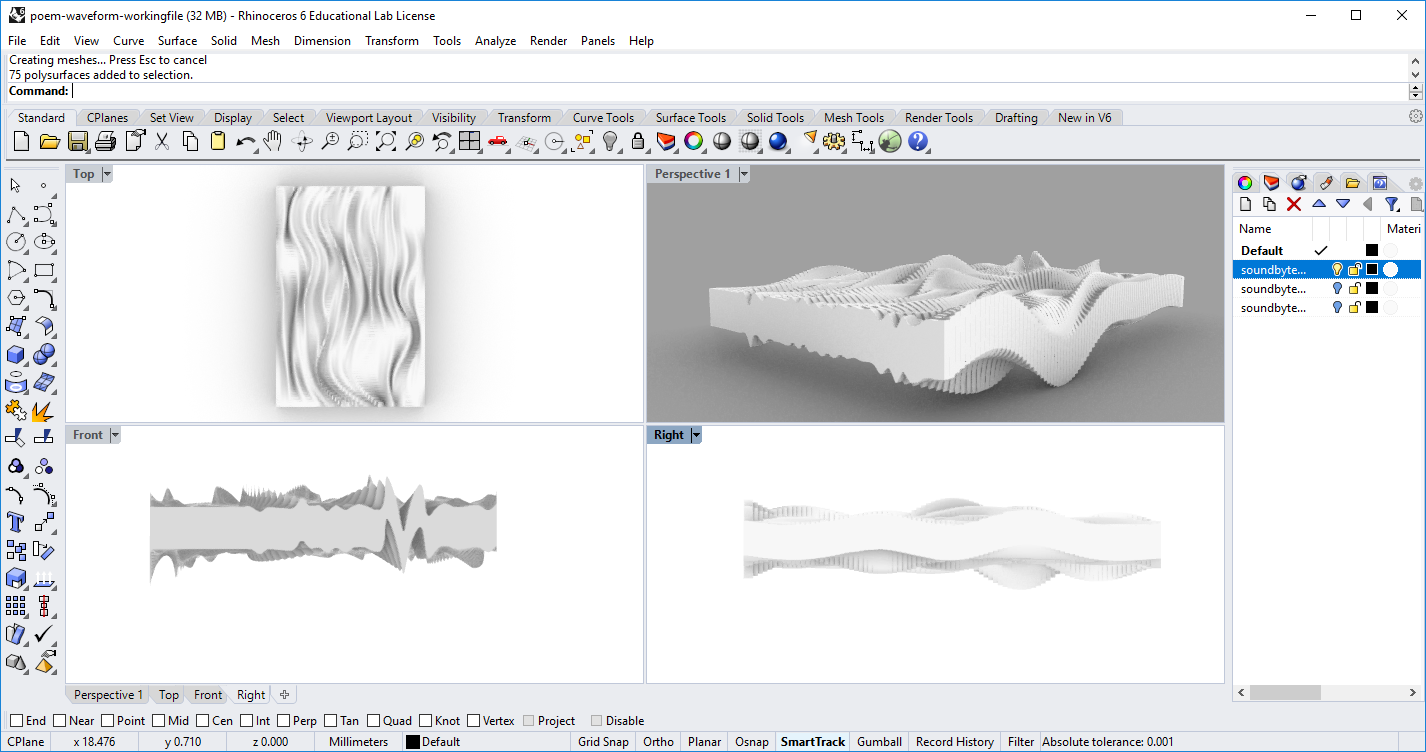 poem-waveform-workingfile (32 MB) - Rhinoceros 6 Educational Lab License
File Edit View Curve Surface Solid Mesh Dimension Transform Tools Analyze Render Panels Help
Creating meshes... Press Esc to cancel
75 polysurfaces added to selection.
Command:
Standard CPlanes Set View Display Select Viewport Layout Visibility Transform Curve Tools Surface Tools Solid Tools Mesh Tools Render Tools Drafting New in V6
Top Perspective 1
Name Materi
Default
soundbyte...
soundbyte...
soundbyte...
Front Right
Perspective 1 Top Front Right
End Near Point Mid Cen Int Perp Tan Quad Knot Vertex Project Disable
CPlane x 18.476 y 0.710 z 0.000 Millimeters Default Grid Snap Ortho Planar Osnap SmartTrack Gumball Record History Filter Absolute tolerance: 0.001